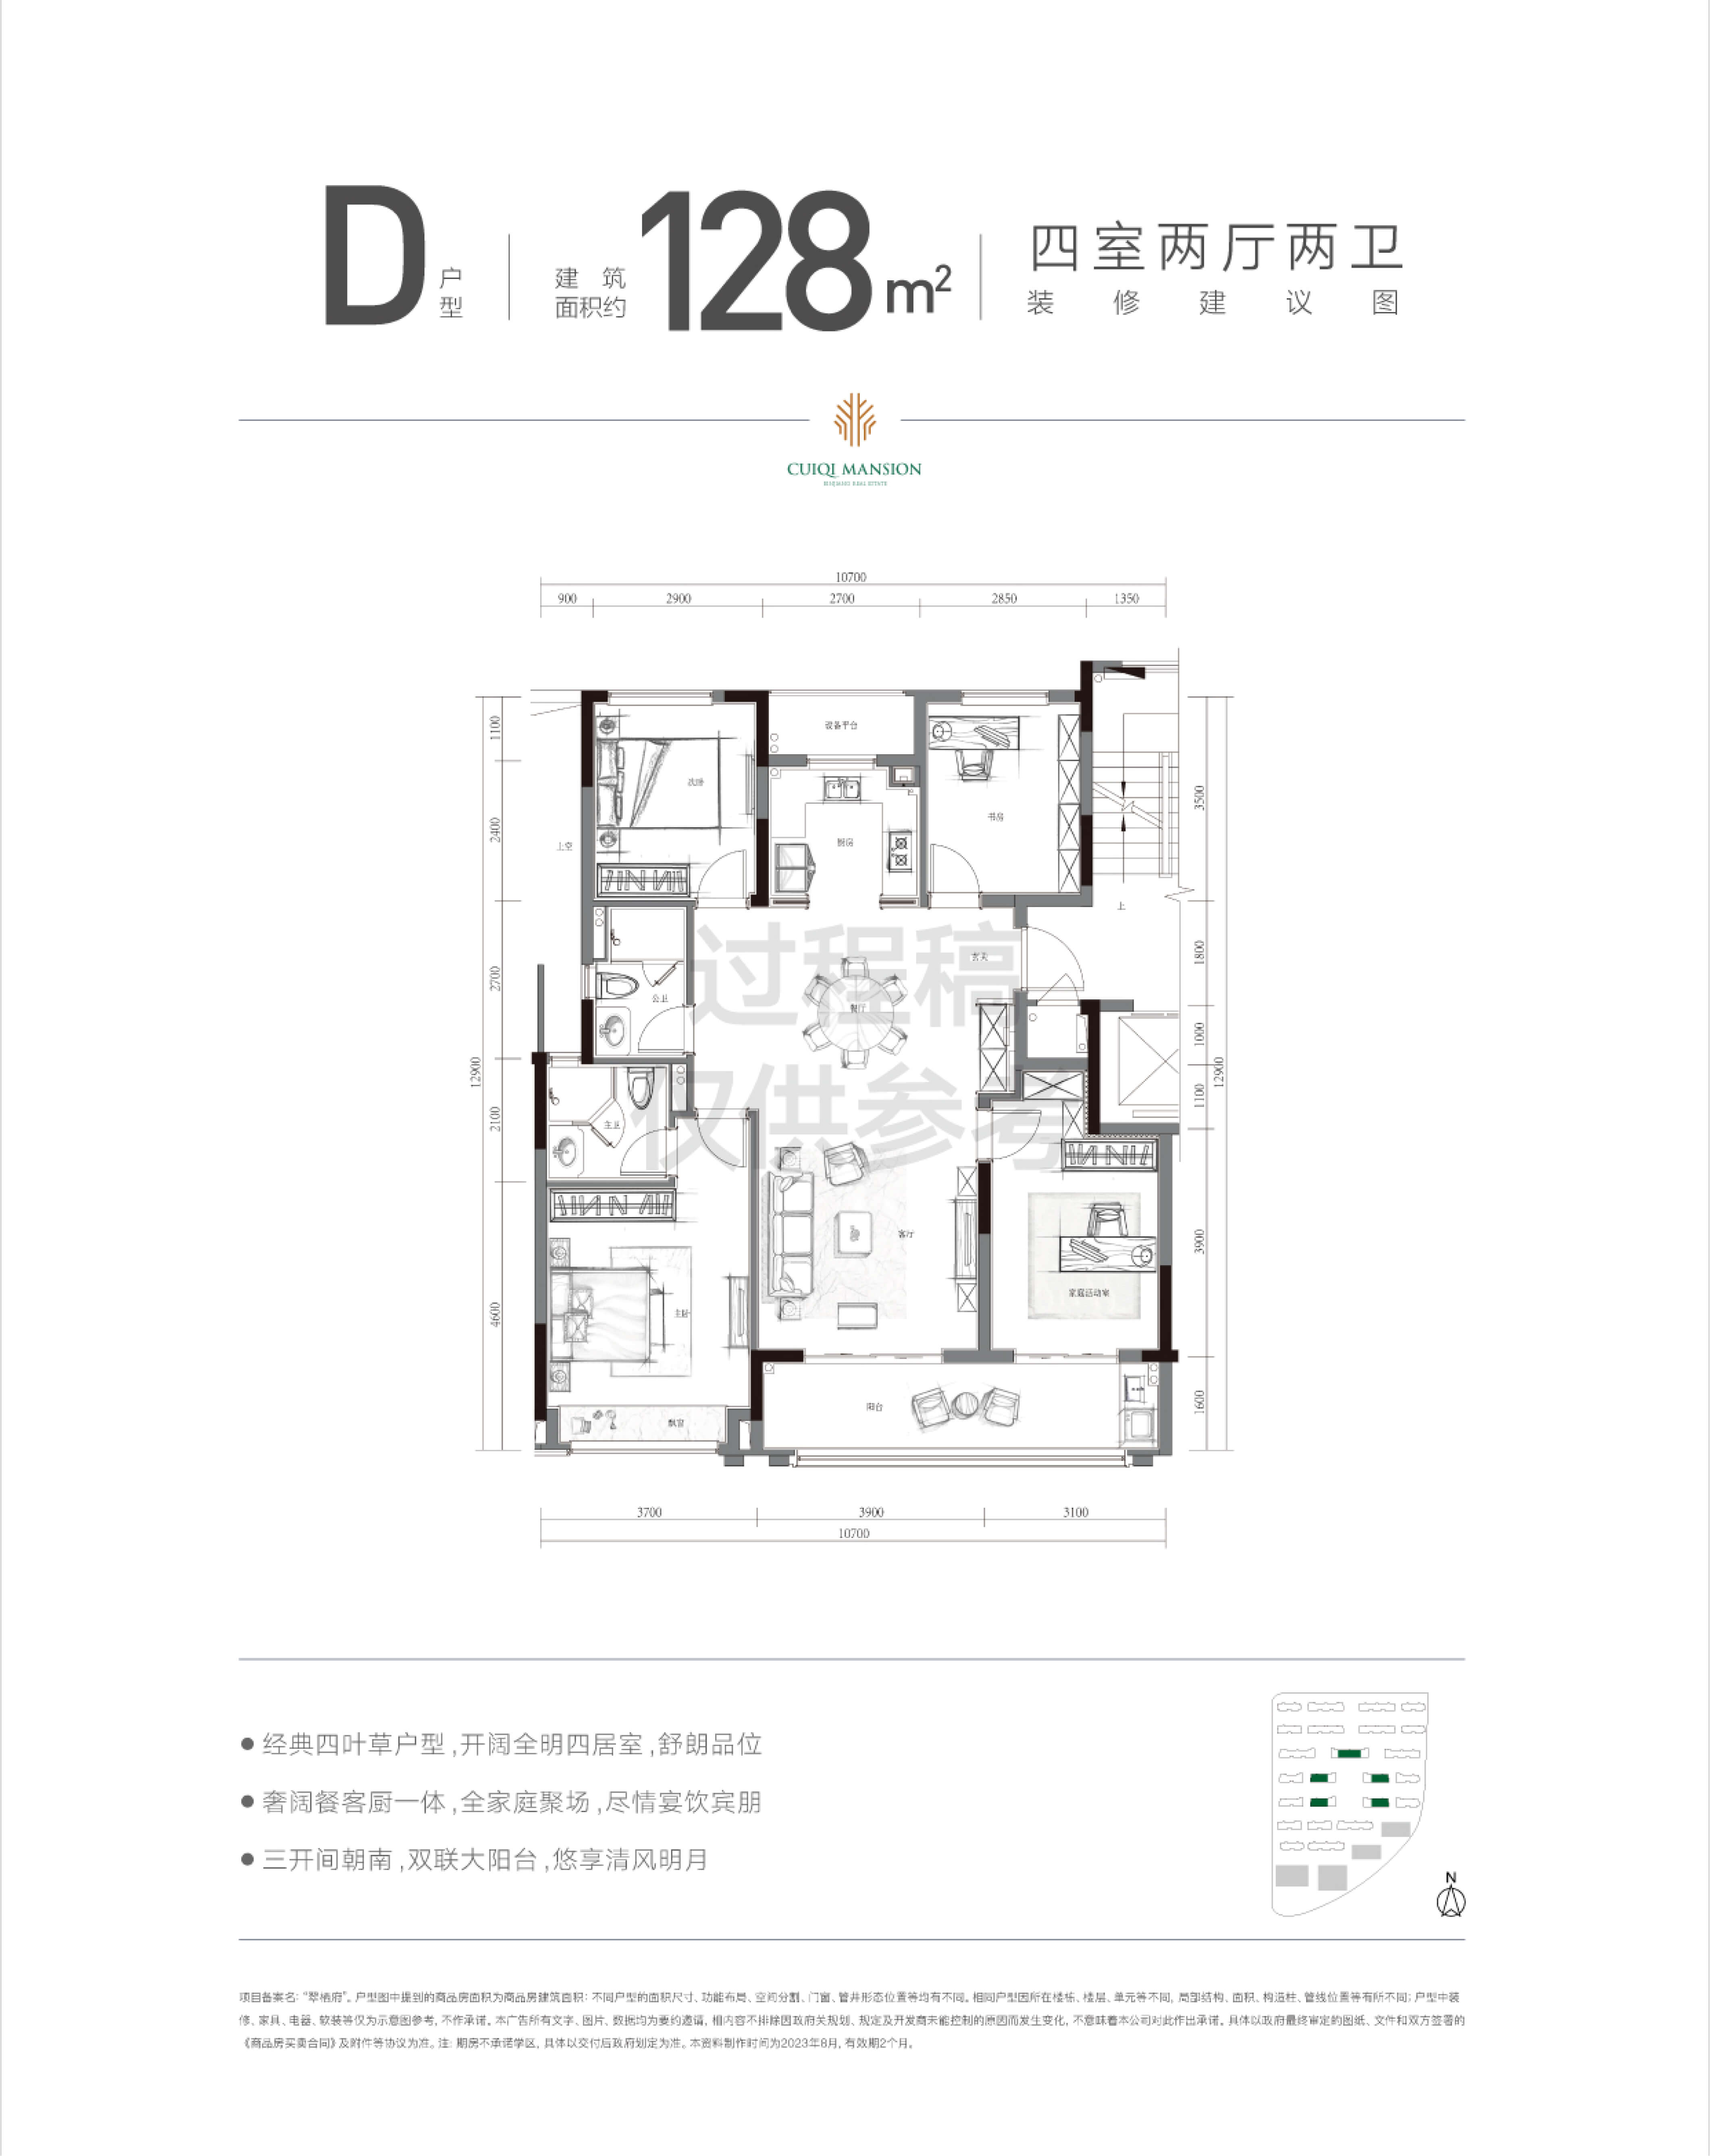 D户型
建筑面积约128m²
四室两厅两卫
装修建议图
CUIQI MANSION
10700
900 2900 2700 2850 1350
设备平台
次卧
书房
厨房
上空
上
玄关
公卫
餐厅
主卫
客厅
家庭活动室
主卧
阳台
飘窗
过程稿
仅供参考
1100
2400
2700
2100
4600
12900
3500
1800
1000
1100
3900
1600
12900
3700 3900 3100
10700
● 经典四叶草户型,开阔全明四居室,舒朗品位
● 奢阔餐客厨一体,全家庭聚场,尽情宴饮宾朋
● 三开间朝南,双联大阳台,悠享清风明月
N
项目备案名：“翠栖府”。户型图中提到的商品房面积为商品房建筑面积；不同户型的面积尺寸、功能布局、空间分割、门窗、管井形态位置等均有不同。相同户型因所在楼栋、楼层、单元等不同，局部结构、面积、构造柱、管线位置等有所不同；户型中装
修、家具、电器、软装等仅为示意图参考，不作承诺。本广告所有文字、图片、数据均为要约邀请，相内容不排除因政府关规划、规定及开发商未能控制的原因而发生变化，不意味着本公司对此作出承诺。具体以政府最终审定的图纸、文件和双方签署的
《商品房买卖合同》及附件等协议为准。注：期房不承诺学区，具体以交付后政府划定为准。本资料制作时间为2023年8月，有效期2个月。